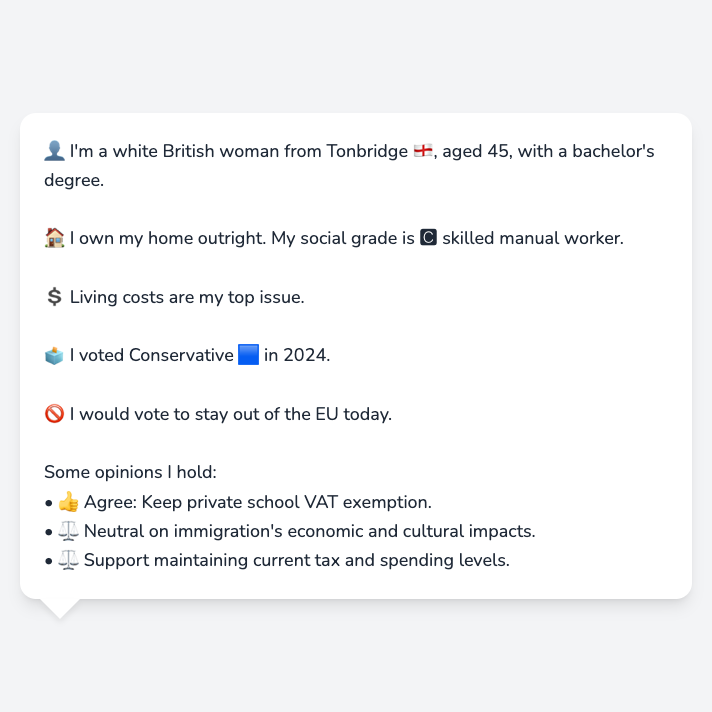 👤 I'm a white British woman from Tonbridge 🏴󠁧󠁢󠁥󠁮󠁧󠁿, aged 45, with a bachelor's
degree.
🏠 I own my home outright. My social grade is 🅲 skilled manual worker.
💲 Living costs are my top issue.
🗳️ I voted Conservative 🟦 in 2024.
🚫 I would vote to stay out of the EU today.
Some opinions I hold:
• 👍 Agree: Keep private school VAT exemption.
• ⚖️ Neutral on immigration's economic and cultural impacts.
• ⚖️ Support maintaining current tax and spending levels.